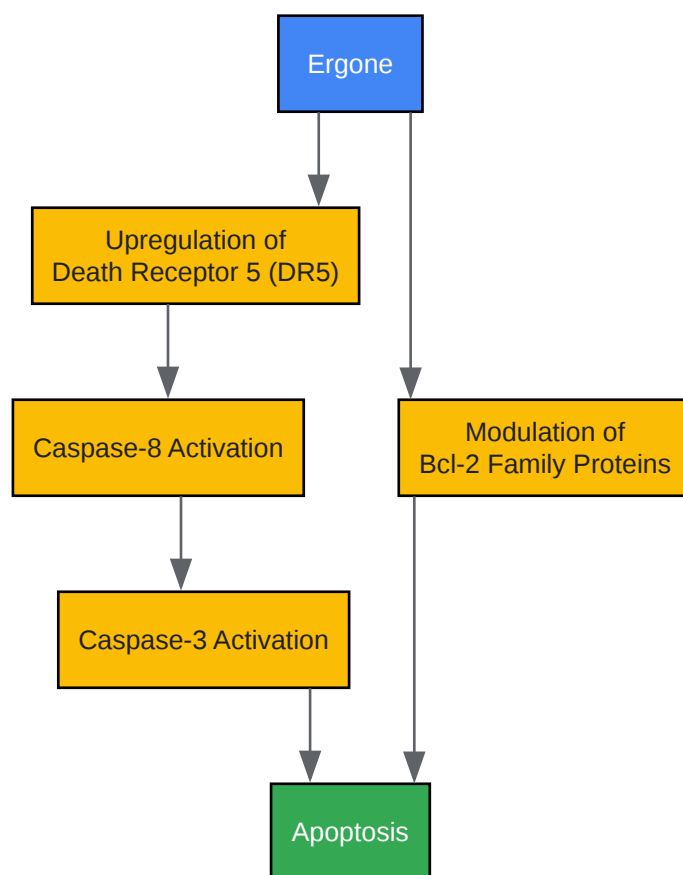 Ergone
Upregulation of
Death Receptor 5 (DR5)
Caspase-8 Activation
Modulation of
Bcl-2 Family Proteins
Caspase-3 Activation
Apoptosis